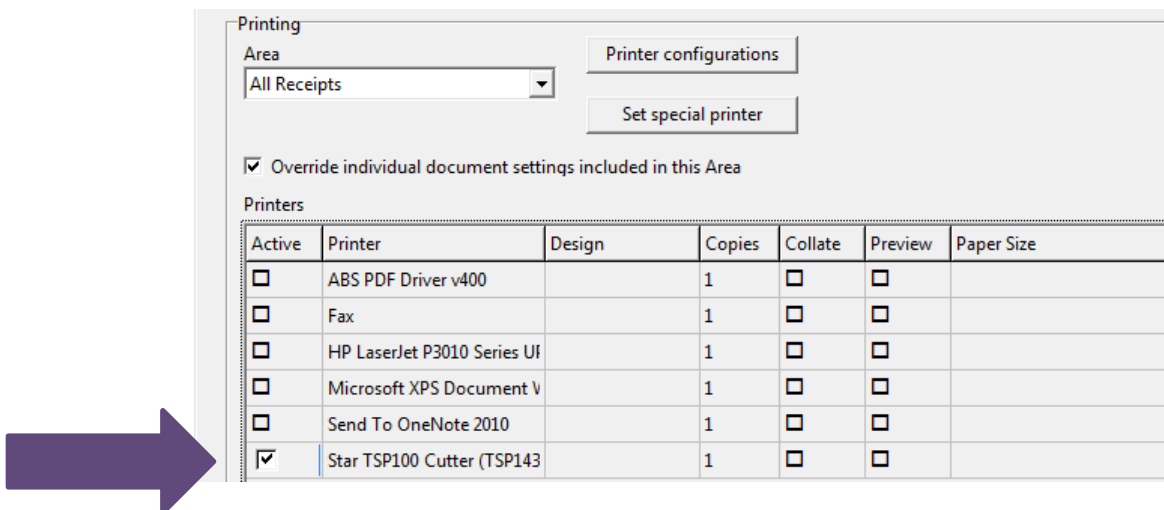 Printing
Area
Printer configurations
All Receipts
Set special printer
Override individual document settings included in this Area
Printers
Active Printer Design Copies Collate Preview Paper Size
ABS PDF Driver v400 1
Fax 1
HP LaserJet P3010 Series 1
Microsoft XPS Document 1
Send To OneNote 2010 1
Star TSP100 Cutter (TSP143 1